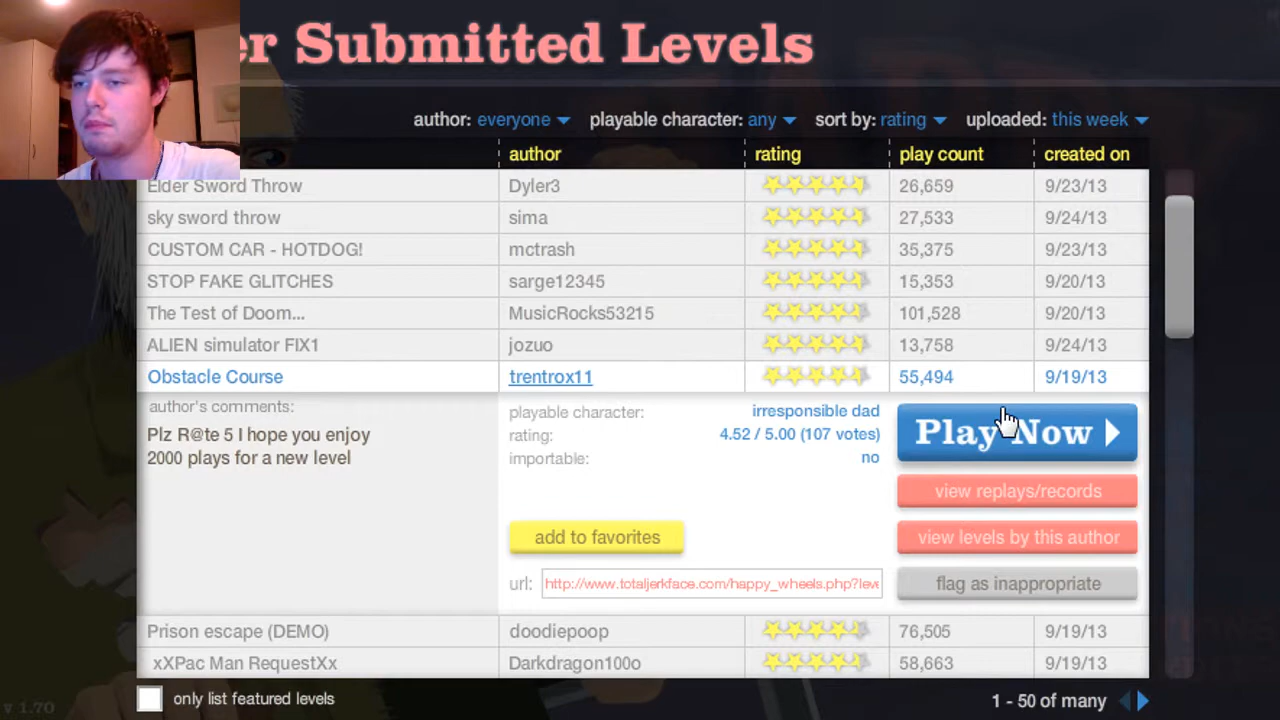 er Submitted Levels
author: everyone playable character: any sort by: rating uploaded: this week
author rating play count created on
Elder Sword Throw Dyler3 26,659 9/23/13
sky sword throw sima 27,533 9/24/13
CUSTOM CAR - HOTDOG! mctrash 35,375 9/23/13
STOP FAKE GLITCHES sarge12345 15,353 9/20/13
The Test of Doom... MusicRocks53215 101,528 9/20/13
ALIEN simulator FIX1 jozuo 13,758 9/24/13
Obstacle Course trentrox11 55,494 9/19/13
author's comments:
Plz R@te 5 I hope you enjoy
2000 plays for a new level
playable character: irresponsible dad
rating: 4.52 / 5.00 (107 votes)
importable: no
add to favorites
url: http://www.totaljerkface.com/happy_wheels.php?leve
Play Now
view replays/records
view levels by this author
flag as inappropriate
Prison escape (DEMO) doodiepoop 76,505 9/19/13
xXPac Man RequestXx Darkdragon100o 58,663 9/19/13
only list featured levels 1 - 50 of many
v 1.70